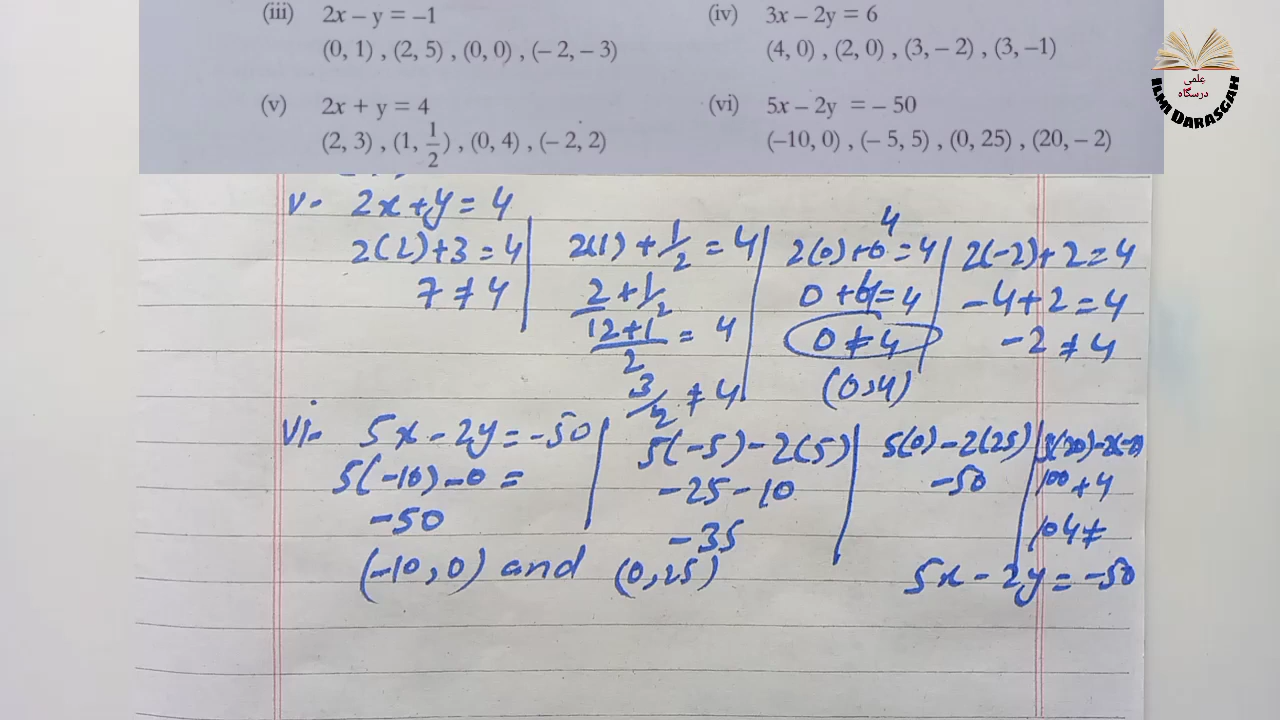 (iii) 2x – y = –1
(0, 1) , (2, 5) , (0, 0) , (– 2, – 3)
(iv) 3x – 2y = 6
(4, 0) , (2, 0) , (3, – 2) , (3, –1)
(v) 2x + y = 4
(2, 3) , (1, 1/2) , (0, 4) , (– 2, 2)
(vi) 5x – 2y = – 50
(–10, 0) , (– 5, 5) , (0, 25) , (20, – 2)
علمی
درسگاه
ILMI DARASGAH
v- 2x+y = 4
2(2)+3 = 4
7 ≠ 4
2(1) + 1/2 = 4
2 + 1/2
12+1/2 = 4
3/2 ≠ 4
4
2(0)+0 = 4
0 + 4 = 4
0 ≠ 4
(0,4)
2(-2)+2 = 4
-4+2 = 4
-2 ≠ 4
vi- 5x - 2y = -50
5(-10)-0 =
-50
5(-5)-2(5)
-25-10
-35
5(0)-2(25)
-50
100+4
104≠
(-10,0) and (0,25)
5x - 2y = -50